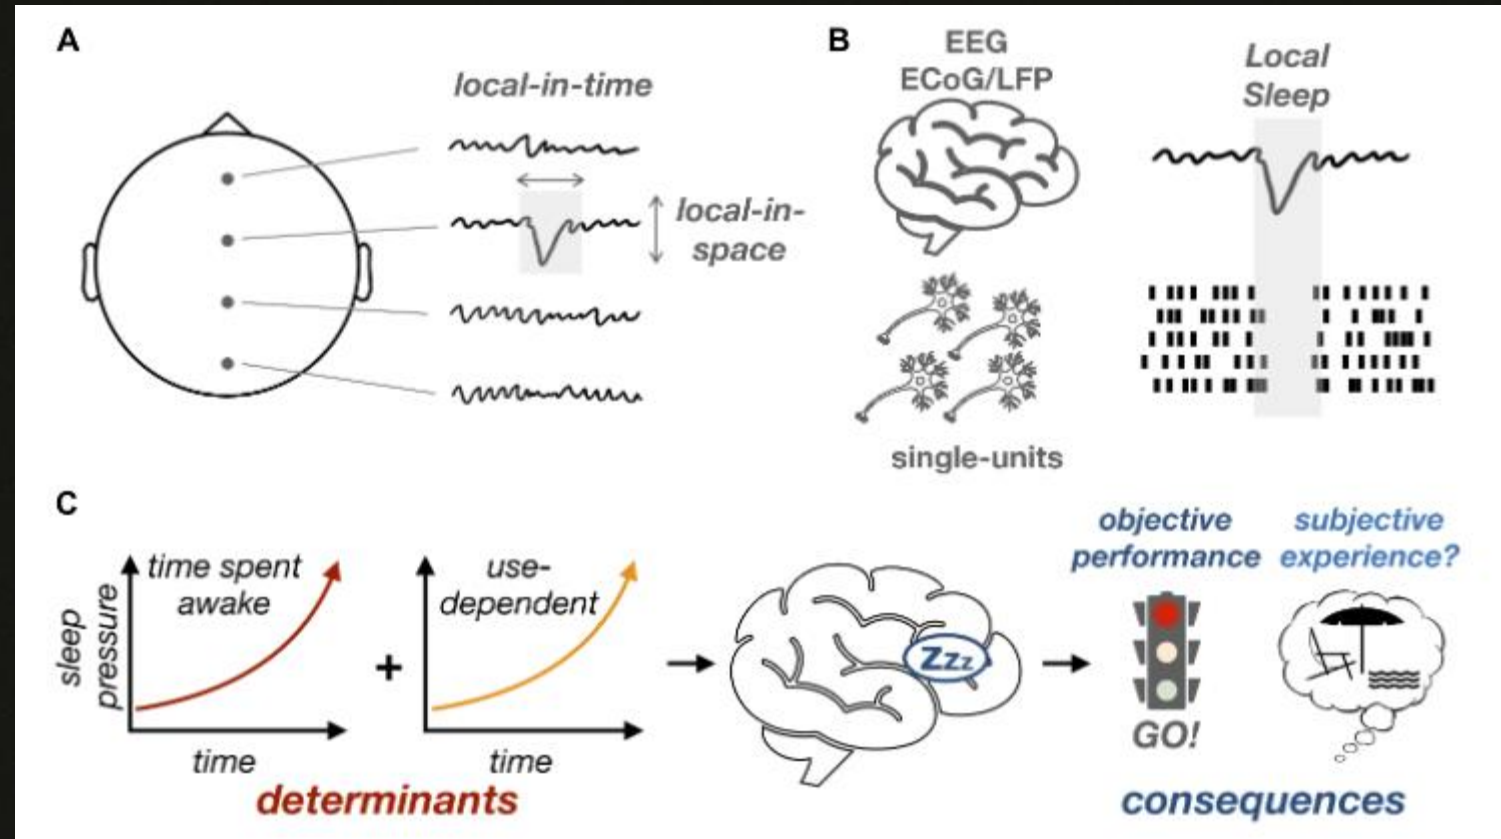 A
local-in-time
local-in-
space
B
EEG
ECoG/LFP
Local
Sleep
single-units
C
sleep
pressure
time spent
awake
time
+
use-
dependent
time
determinants
Zzz
objective
performance
GO!
subjective
experience?
consequences